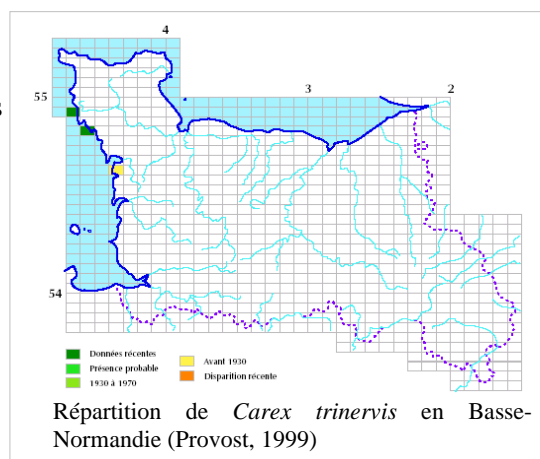 4
3
2
55
s
54
Données récentes
Présence probable
1930 à 1970
Avant 1930
Disparition récente
Répartition de Carex trinervis en Basse-
Normandie (Provost, 1999)